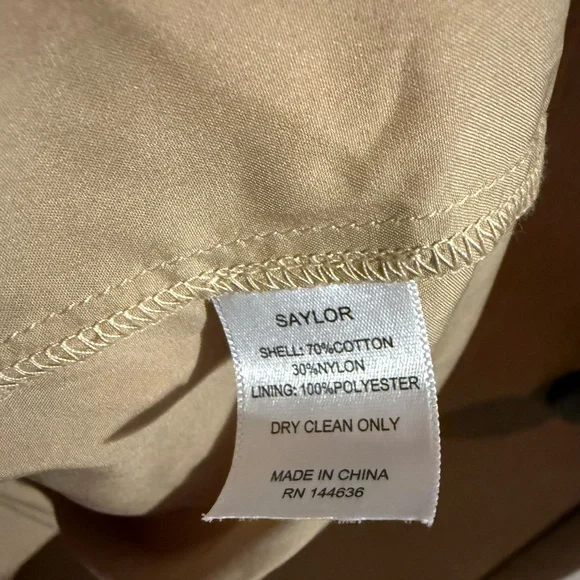 SAYLOR
SHELL: 70%COTTON
30%NYLON
LINING: 100%POLYESTER
DRY CLEAN ONLY
MADE IN CHINA
RN 144636